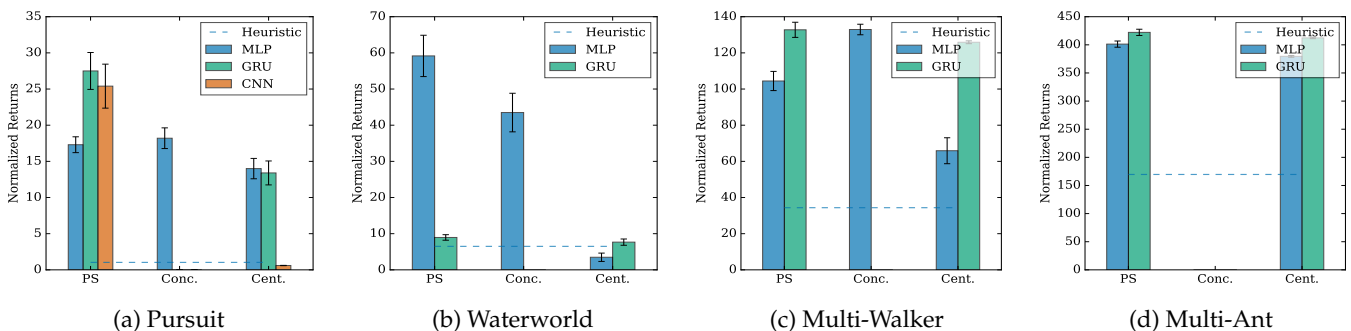 35
30
25
20
15
10
5
0
Normalized Returns
Heuristic
MLP
GRU
CNN
PS
Conc.
Cent.
(a) Pursuit
70
60
50
40
30
20
10
0
Normalized Returns
Heuristic
MLP
GRU
PS
Conc.
Cent.
(b) Waterworld
140
120
100
80
60
40
20
0
Normalized Returns
Heuristic
MLP
GRU
PS
Conc.
Cent.
(c) Multi-Walker
450
400
350
300
250
200
150
100
50
0
Normalized Returns
Heuristic
MLP
GRU
PS
Conc.
Cent.
(d) Multi-Ant